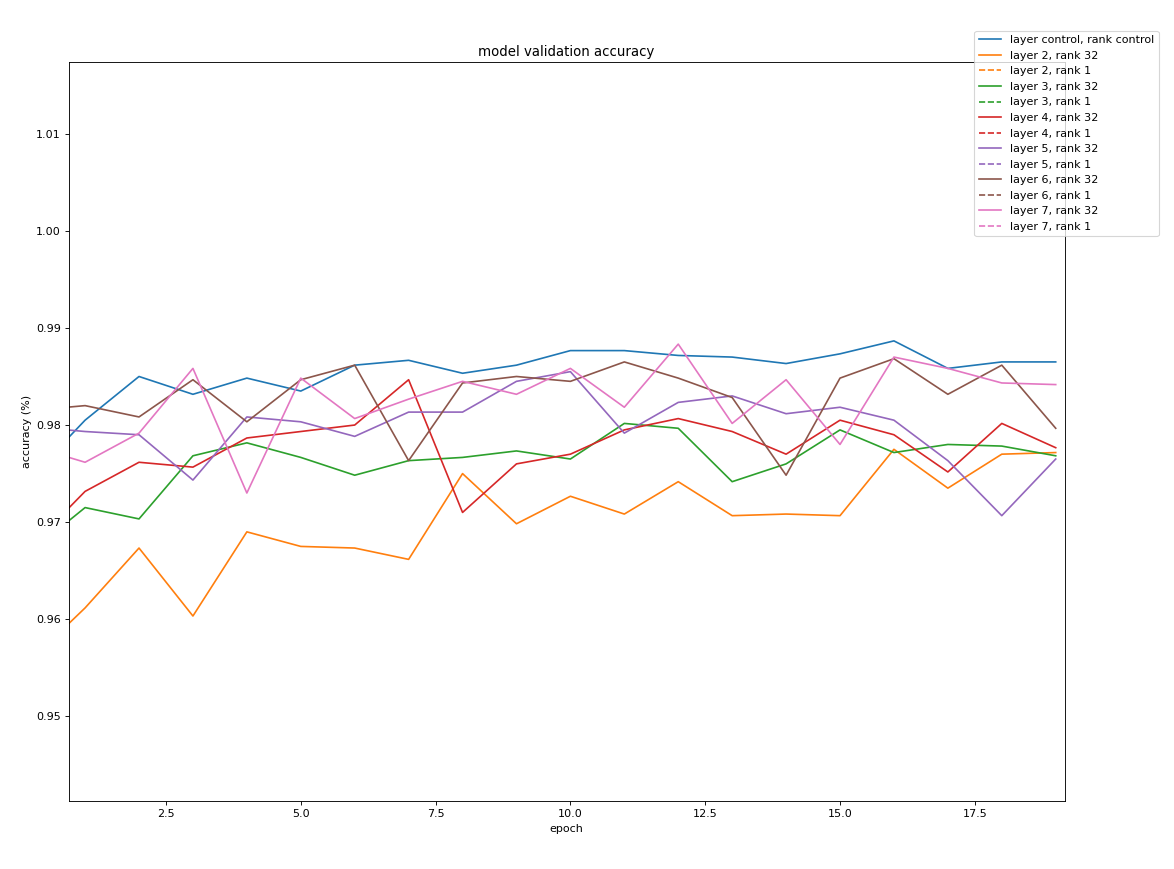 model validation accuracy
layer control, rank control
layer 2, rank 32
layer 2, rank 1
layer 3, rank 32
layer 3, rank 1
layer 4, rank 32
layer 4, rank 1
layer 5, rank 32
layer 5, rank 1
layer 6, rank 32
layer 6, rank 1
layer 7, rank 32
layer 7, rank 1
accuracy (%)
1.01
1.00
0.99
0.98
0.97
0.96
0.95
2.5
5.0
7.5
10.0
12.5
15.0
17.5
epoch